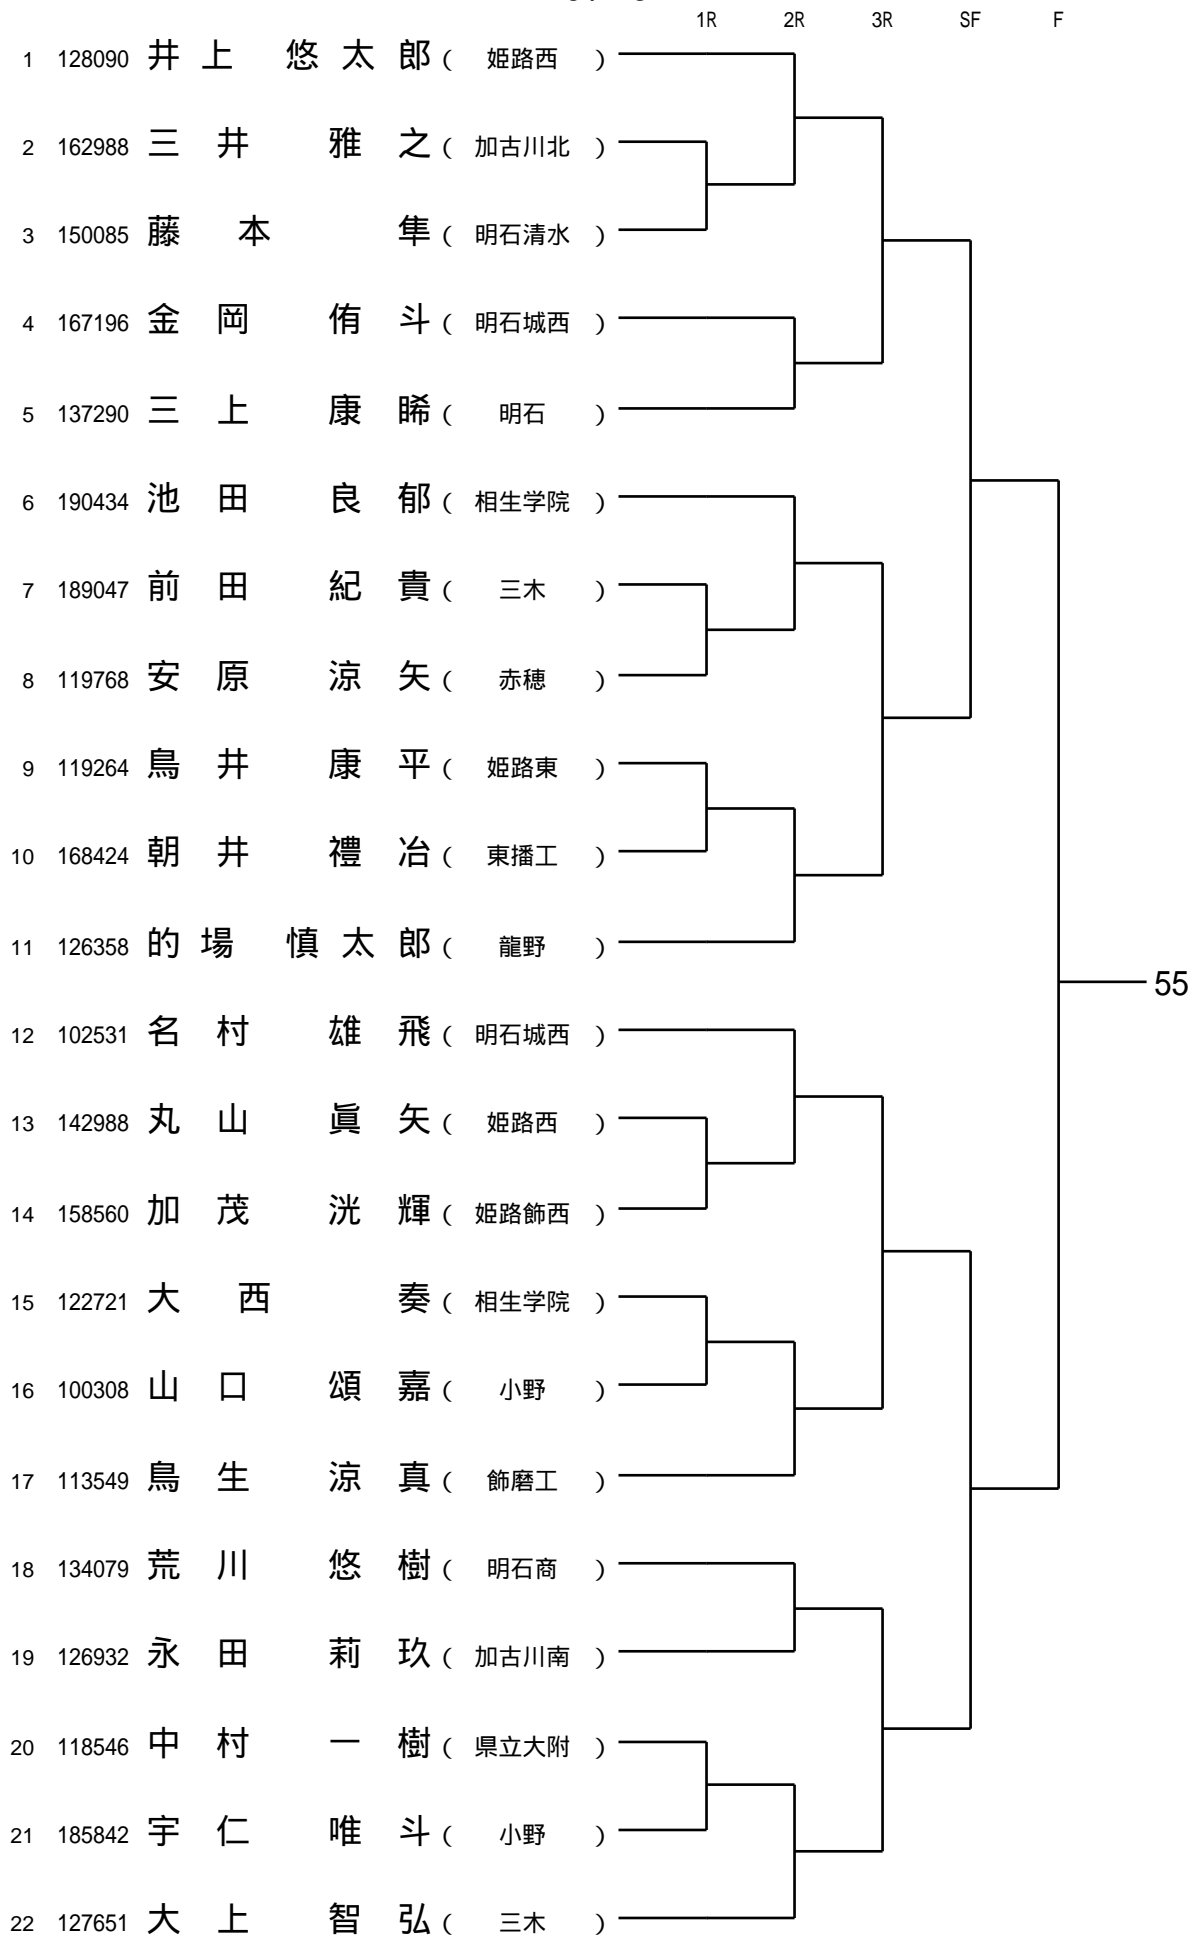 1R 2R 3R SF F
1 128090 井上 悠太郎 ( 姫路西 )
2 162988 三井 雅之 ( 加古川北 )
3 150085 藤本 隼 ( 明石清水 )
4 167196 金岡 侑斗 ( 明石城西 )
5 137290 三上 康睎 ( 明石 )
6 190434 池田 良郁 ( 相生学院 )
7 189047 前田 紀貴 ( 三木 )
8 119768 安原 涼矢 ( 赤穂 )
9 119264 鳥井 康平 ( 姫路東 )
10 168424 朝井 禮冶 ( 東播工 )
11 126358 的場 慎太郎 ( 龍野 )
55
12 102531 名村 雄飛 ( 明石城西 )
13 142988 丸山 眞矢 ( 姫路西 )
14 158560 加茂 洸輝 ( 姫路飾西 )
15 122721 大西 奏 ( 相生学院 )
16 100308 山口 頌嘉 ( 小野 )
17 113549 鳥生 涼真 ( 飾磨工 )
18 134079 荒川 悠樹 ( 明石商 )
19 126932 永田 莉玖 ( 加古川南 )
20 118546 中村 一樹 ( 県立大附 )
21 185842 宇仁 唯斗 ( 小野 )
22 127651 大上 智弘 ( 三木 )